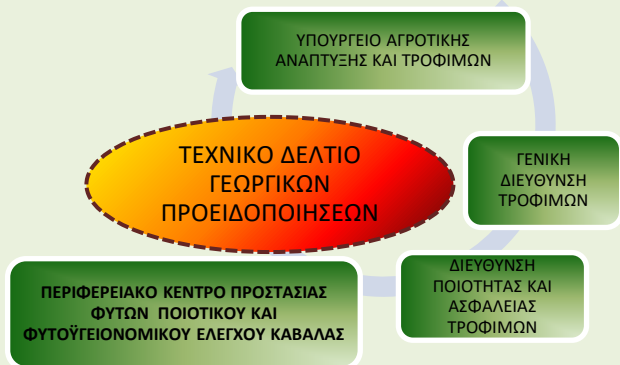 ΥΠΟΥΡΓΕΙΟ ΑΓΡΟΤΙΚΗΣ
ΑΝΑΠΤΥΞΗΣ ΚΑΙ ΤΡΟΦΙΜΩΝ
ΤΕΧΝΙΚΟ ΔΕΛΤΙΟ
ΓΕΩΡΓΙΚΩΝ
ΠΡΟΕΙΔΟΠΟΙΗΣΕΩΝ
ΓΕΝΙΚΗ
ΔΙΕΥΘΥΝΣΗ
ΤΡΟΦΙΜΩΝ
ΔΙΕΥΘΥΝΣΗ
ΠΟΙΟΤΗΤΑΣ ΚΑΙ
ΑΣΦΑΛΕΙΑΣ
ΤΡΟΦΙΜΩΝ
ΠΕΡΙΦΕΡΕΙΑΚΟ ΚΕΝΤΡΟ ΠΡΟΣΤΑΣΙΑΣ
ΦΥΤΩΝ ΠΟΙΟΤΙΚΟΥ ΚΑΙ
ΦΥΤΟΫΓΕΙΟΝΟΜΙΚΟΥ ΕΛΕΓΧΟΥ ΚΑΒΑΛΑΣ